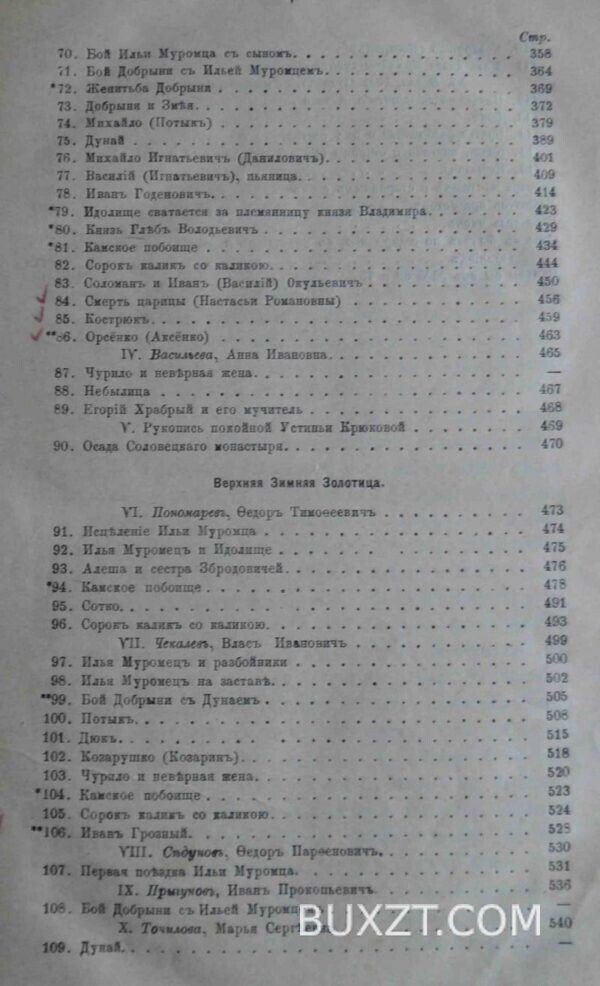 Стр.
70. Бой Ильи Муромца съ сыномъ. 358
71. Бой Добрыни съ Ильей Муромцемъ. 364
*72. Женитьба Добрыни 369
73. Добрыня и Змѣя. 372
74. Михайло (Потыкъ) 379
75. Дунай 389
76. Михайло Игнатьевичъ (Даниловичъ). 401
77. Василій (Игнатьевичъ), пьяница. 409
78. Иванъ Годеновичъ. 414
*79. Идолище сватается за племянницу князя Владимира. 423
*80. Князь Глѣбъ Володьевичъ 429
*81. Камское побоище 434
82. Сорокъ каликъ со каликою. 444
83. Соломанъ и Иванъ (Василій) Окульевичъ 450
84. Смерть царицы (Настасьи Романовны) 456
85. Кострюкъ. 459
**86. Орсёнко (Аксёнко) 463
IV. Васильева, Анна Ивановна. 465
87. Чурило и невѣрная жена. —
88. Небылица 467
89. Егорій Храбрый и его мучитель 468
V. Рукопись покойной Устиньи Крюковой 469
90. Осада Соловецкаго монастыря. 470
Верхняя Зимняя Золотица.
VI. Пономаревъ, Ѳедоръ Тимоѳеевичъ 473
91. Исцѣленіе Ильи Муромца 474
92. Илья Муромецъ и Идолище 475
93. Алеша и сестра Збродовичей. 476
*94. Камское побоище 478
95. Сотко. 491
96. Сорокъ каликъ со каликою. 493
VII. Чекалевъ, Власъ Ивановичъ 499
97. Илья Муромецъ и разбойники 500
98. Илья Муромецъ на заставѣ. 502
**99. Бой Добрыни съ Дунаемъ 505
100. Потыкъ. 508
101. Дюкъ. 515
102. Козарушко (Козаринъ). 518
103. Чурило и невѣрная жена. 520
*104. Камское побоище 523
105. Сорокъ каликъ со каликою. 524
**106. Иванъ Грозный. 528
VIII. Сѣдуновъ, Ѳедоръ Парѳеновичъ. 530
107. Первая поѣздка Ильи Муромца. 531
IX. Прыгуновъ, Иванъ Прокопьевичъ. 536
108. Бой Добрыни съ Ильей Муромце
X. Точилова, Марья 540
109. Дунай. —
BUXZT.COM